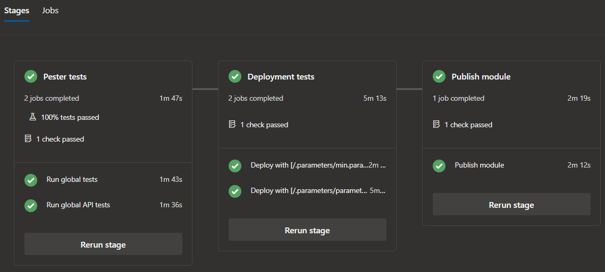 Stages Jobs
Pester tests
2 jobs completed 1m 47s
100% tests passed
1 check passed
Run global tests 1m 43s
Run global API tests 1m 36s
Rerun stage
Deployment tests
2 jobs completed 5m 13s
1 check passed
Deploy with [/.parameters/min.para...2m ...
Deploy with [/.parameters/paramet... 5m...
Rerun stage
Publish module
1 job completed 2m 19s
1 check passed
Publish module 2m 12s
Rerun stage